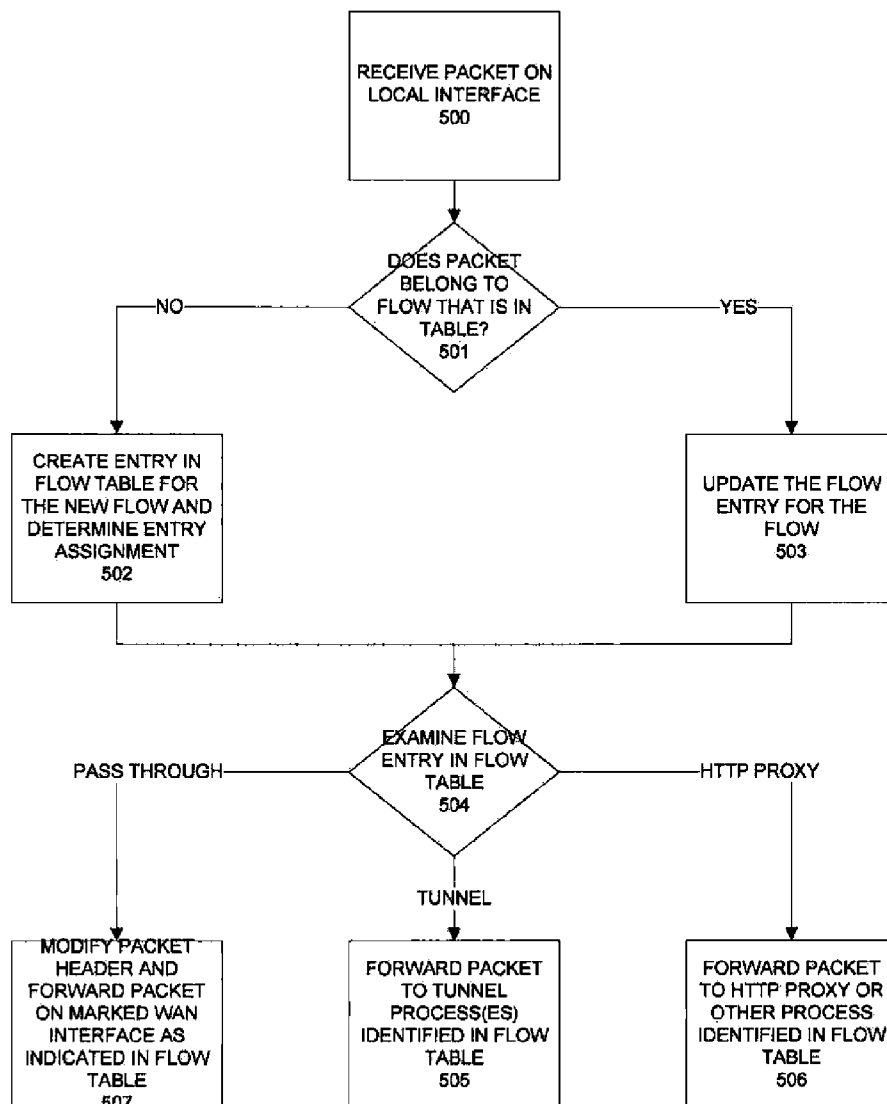 RECEIVE PACKET ON
LOCAL INTERFACE
500
DOES PACKET
BELONG TO
FLOW THAT IS IN
TABLE?
501
NO
YES
CREATE ENTRY IN
FLOW TABLE FOR
THE NEW FLOW AND
DETERMINE ENTRY
ASSIGNMENT
502
UPDATE THE FLOW
ENTRY FOR THE
FLOW
503
EXAMINE FLOW
ENTRY IN FLOW
TABLE
504
PASS THROUGH
HTTP PROXY
TUNNEL
MODIFY PACKET
HEADER AND
FORWARD PACKET
ON MARKED WAN
INTERFACE AS
INDICATED IN FLOW
TABLE
507
FORWARD PACKET
TO TUNNEL
PROCESS(ES)
IDENTIFIED IN FLOW
TABLE
505
FORWARD PACKET
TO HTTP PROXY OR
OTHER PROCESS
IDENTIFIED IN FLOW
TABLE
506